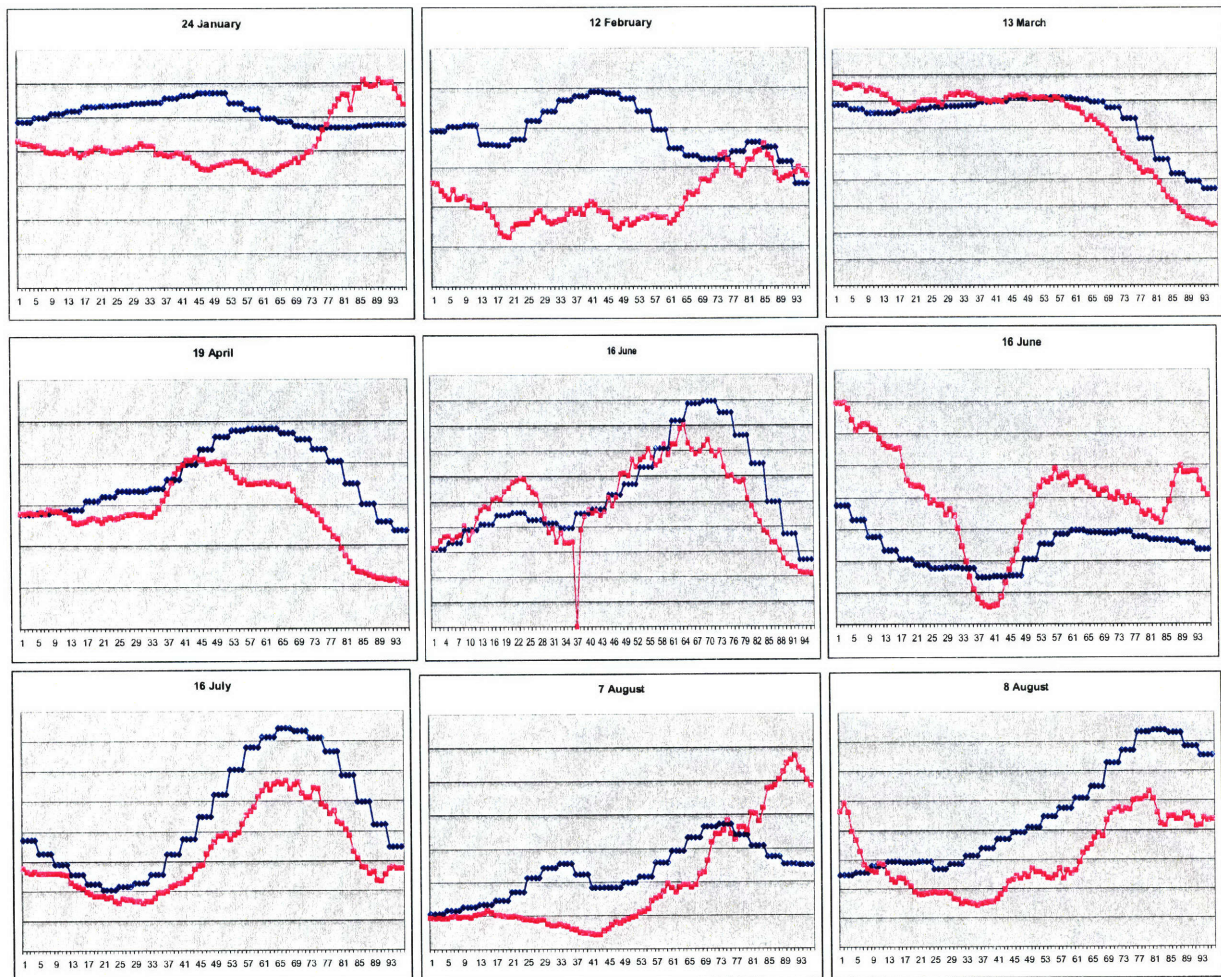 24 January
1 5 9 13 17 21 25 29 33 37 41 45 49 53 57 61 65 69 73 77 81 85 89 93
12 February
1 5 9 13 17 21 25 29 33 37 41 45 49 53 57 61 65 69 73 77 81 85 89 93
13 March
1 5 9 13 17 21 25 29 33 37 41 45 49 53 57 61 65 69 73 77 81 85 89 93
19 April
1 5 9 13 17 21 25 29 33 37 41 45 49 53 57 61 65 69 73 77 81 85 89 93
16 June
1 4 7 10 13 16 19 22 25 28 31 34 37 40 43 46 49 52 55 58 61 64 67 70 73 76 79 82 85 88 91 94
16 June
1 5 9 13 17 21 25 29 33 37 41 45 49 53 57 61 65 69 73 77 81 85 89 93
16 July
1 5 9 13 17 21 25 29 33 37 41 45 49 53 57 61 65 69 73 77 81 85 89 93
7 August
1 5 9 13 17 21 25 29 33 37 41 45 49 53 57 61 65 69 73 77 81 85 89 93
8 August
1 5 9 13 17 21 25 29 33 37 41 45 49 53 57 61 65 69 73 77 81 85 89 93